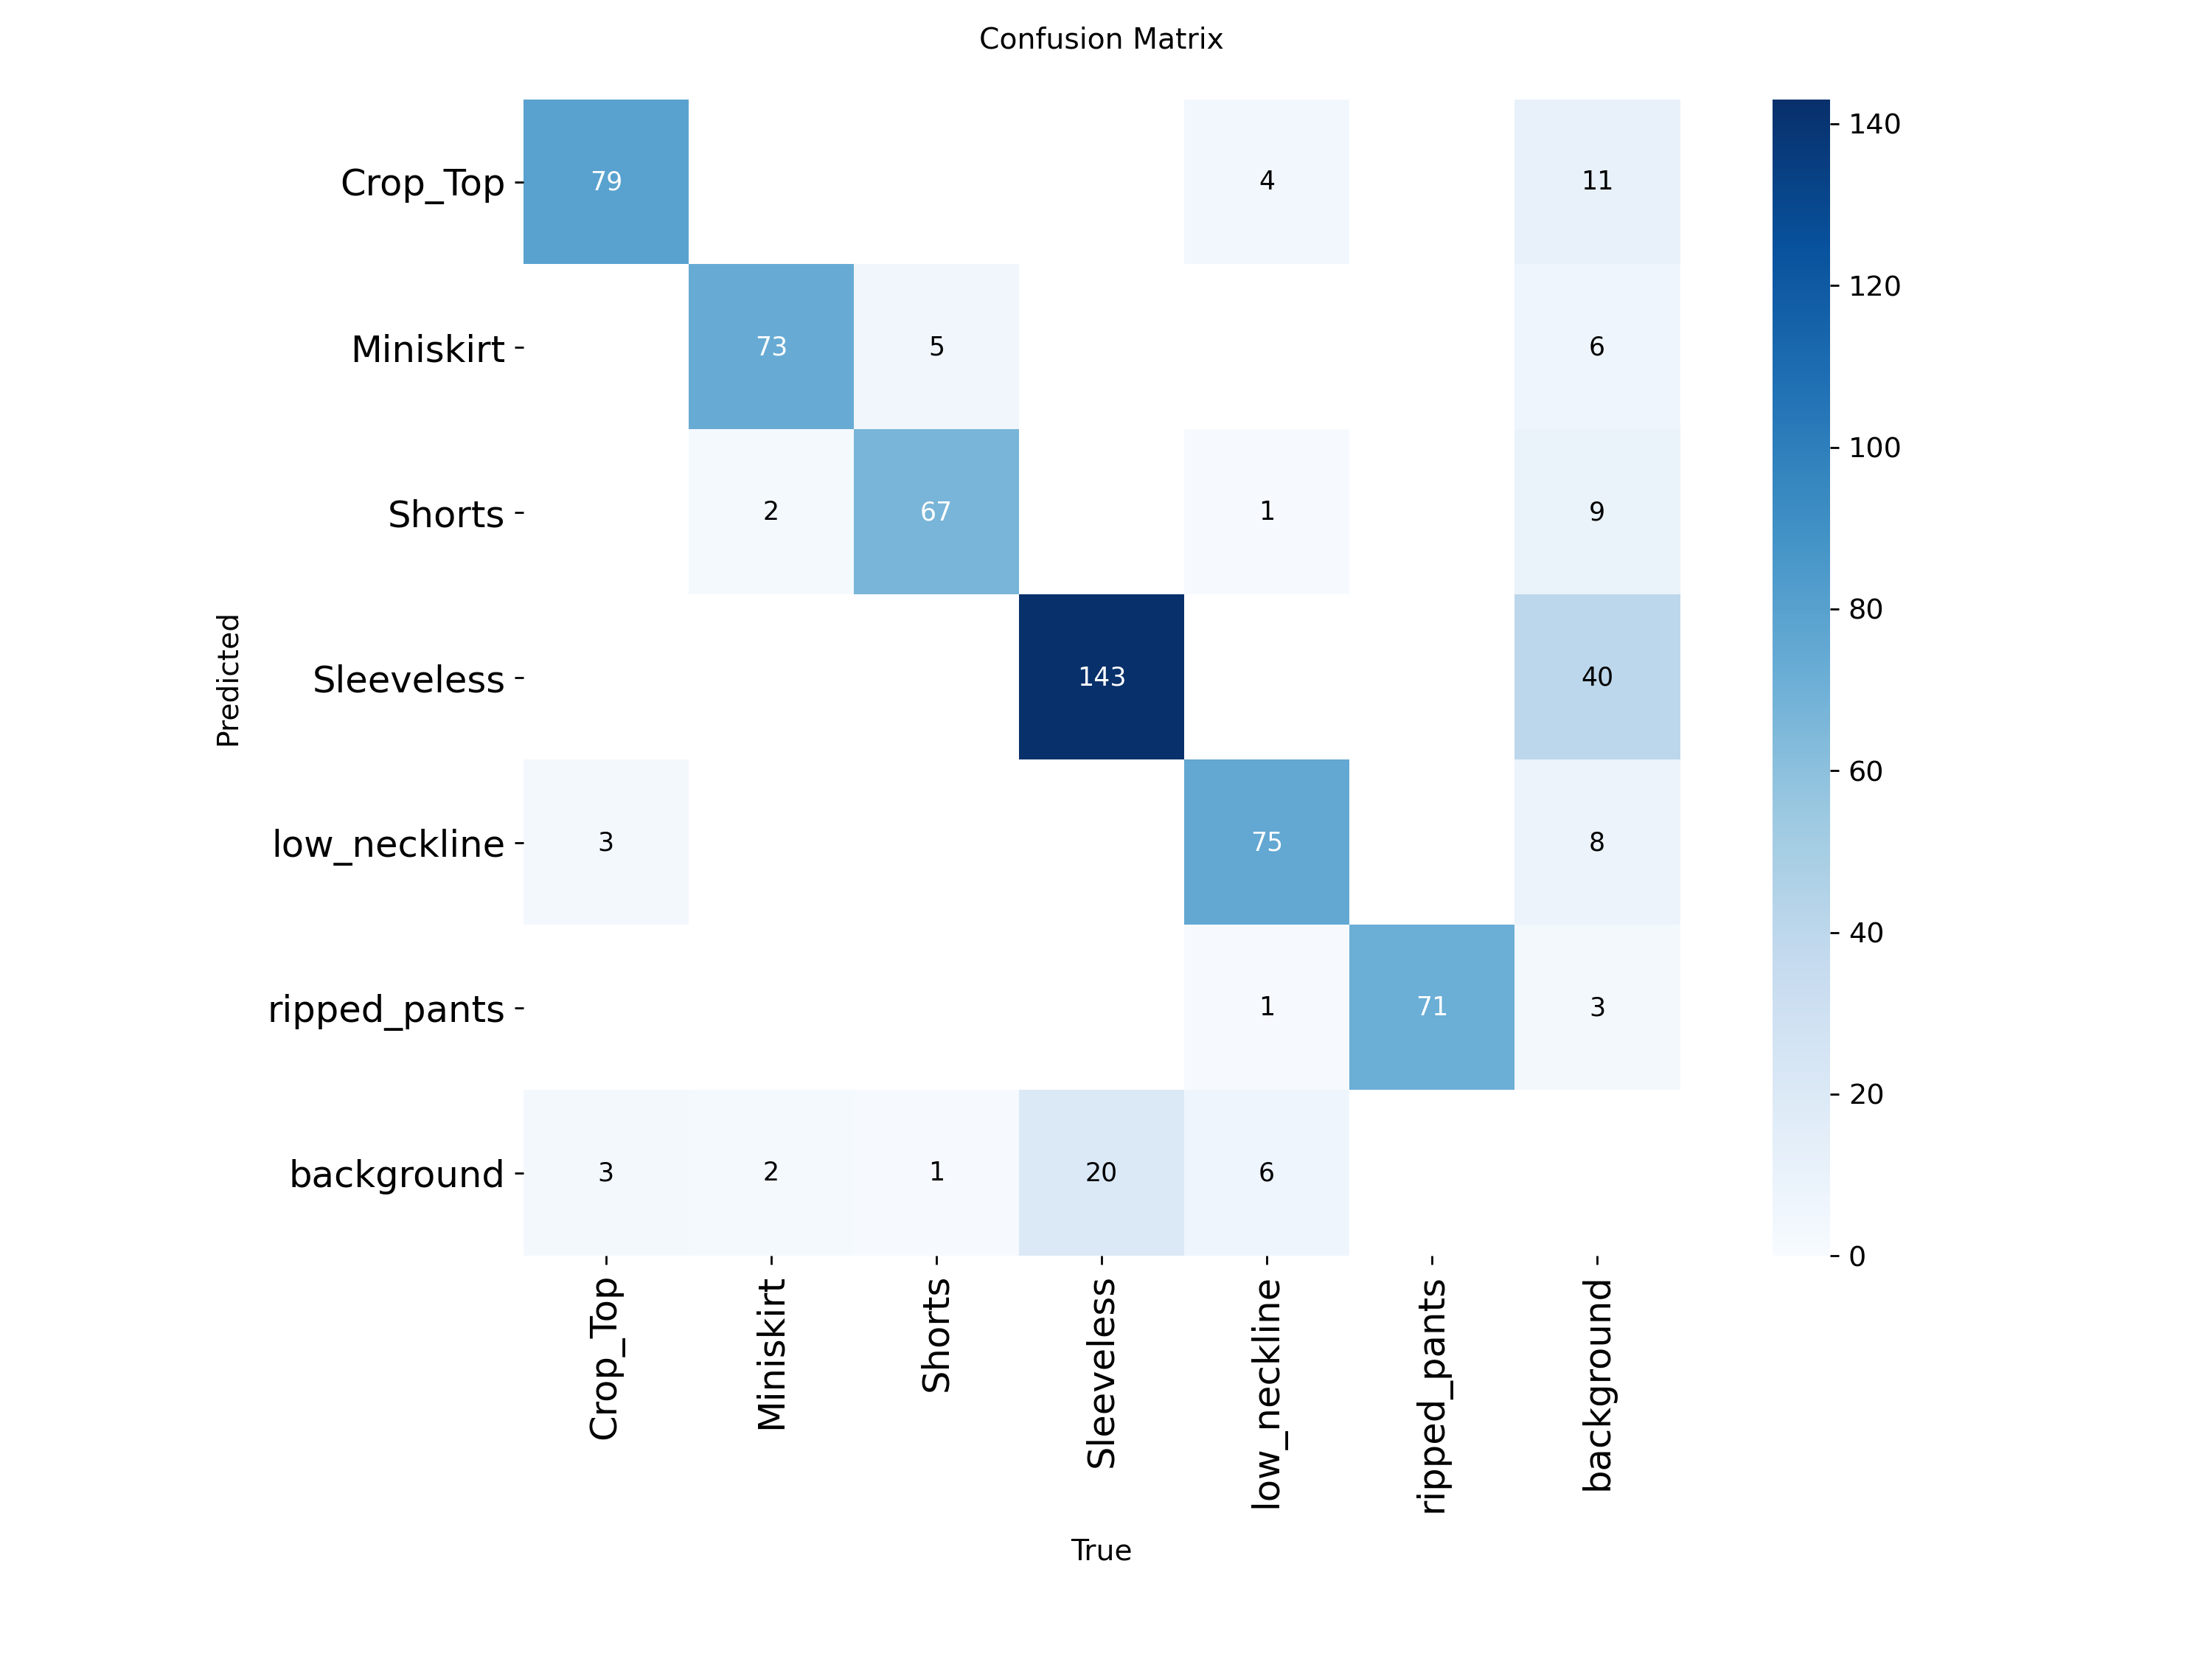 Confusion Matrix
Predicted
Crop_Top 79 4 11
Miniskirt 73 5 6
Shorts 2 67 1 9
Sleeveless 143 40
low_neckline 3 75 8
ripped_pants 1 71 3
background 3 2 1 20 6
Crop_Top
Miniskirt
Shorts
Sleeveless
low_neckline
ripped_pants
background
True
140
120
100
80
60
40
20
0